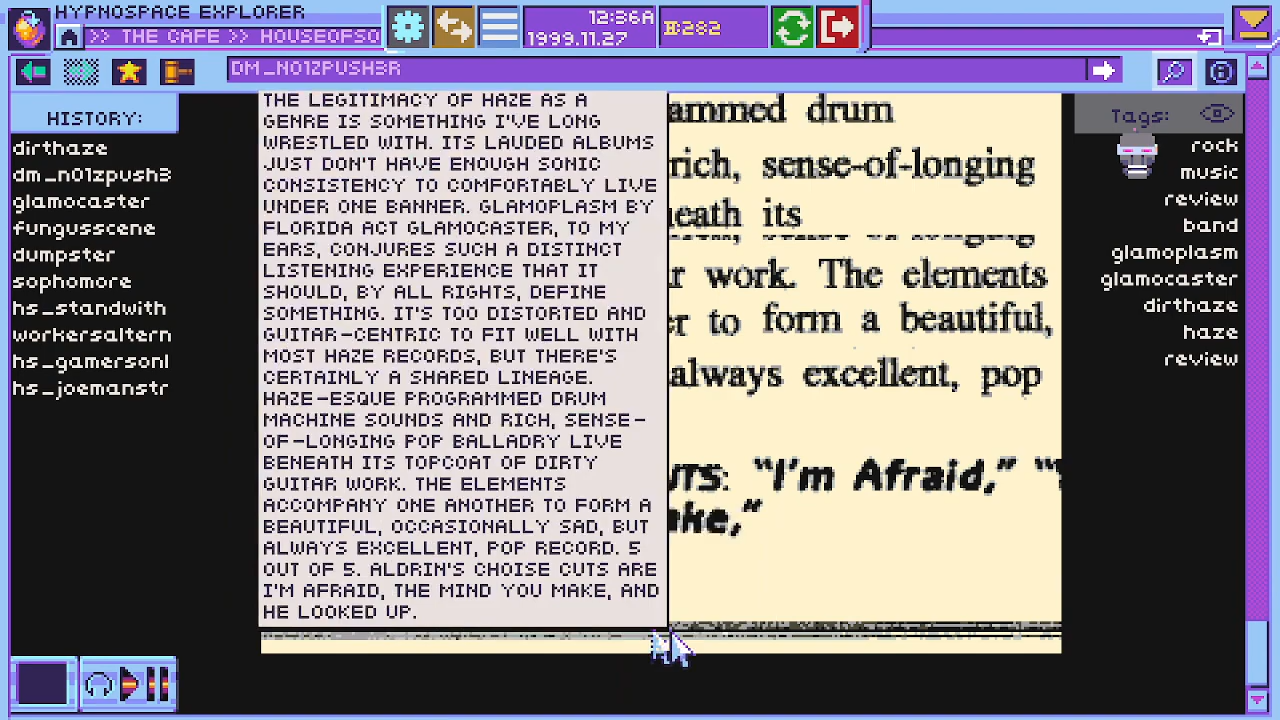 HYPNOSPACE EXPLORER
THE CAFE >> HOUSEOFSO
12:36A
1999.11.27
282
DM_N01ZPUSH3R
HISTORY:
dirthaze
dm_n01zpush3
glamocaster
fungusscene
dumpster
sophomore
hs_standwith
workersaltern
hs_gamersonl
hs_joemanstr
THE LEGITIMACY OF HAZE AS A
GENRE IS SOMETHING I'VE LONG
WRESTLED WITH. ITS LAUDED ALBUMS
JUST DON'T HAVE ENOUGH SONIC
CONSISTENCY TO COMFORTABLY LIVE
UNDER ONE BANNER. GLAMOPLASM BY
FLORIDA ACT GLAMOCASTER, TO MY
EARS, CONJURES SUCH A DISTINCT
LISTENING EXPERIENCE THAT IT
SHOULD, BY ALL RIGHTS, DEFINE
SOMETHING. IT'S TOO DISTORTED AND
GUITAR-CENTRIC TO FIT WELL WITH
MOST HAZE RECORDS, BUT THERE'S
CERTAINLY A SHARED LINEAGE.
HAZE-ESQUE PROGRAMMED DRUM
MACHINE SOUNDS AND RICH, SENSE-
OF-LONGING POP BALLADRY LIVE
BENEATH ITS TOPCOAT OF DIRTY
GUITAR WORK. THE ELEMENTS
ACCOMPANY ONE ANOTHER TO FORM A
BEAUTIFUL, OCCASIONALLY SAD, BUT
ALWAYS EXCELLENT, POP RECORD. 5
OUT OF 5. ALDRIN'S CHOISE CUTS ARE
I'M AFRAID, THE MIND YOU MAKE, AND
HE LOOKED UP.
ammed drum
rich, sense-of-longing
eath its
r work. The elements
er to form a beautiful,
always excellent, pop
UTS: "I'm Afraid,"
ake,"
Tags:
rock
music
review
band
glamoplasm
glamocaster
dirthaze
haze
review